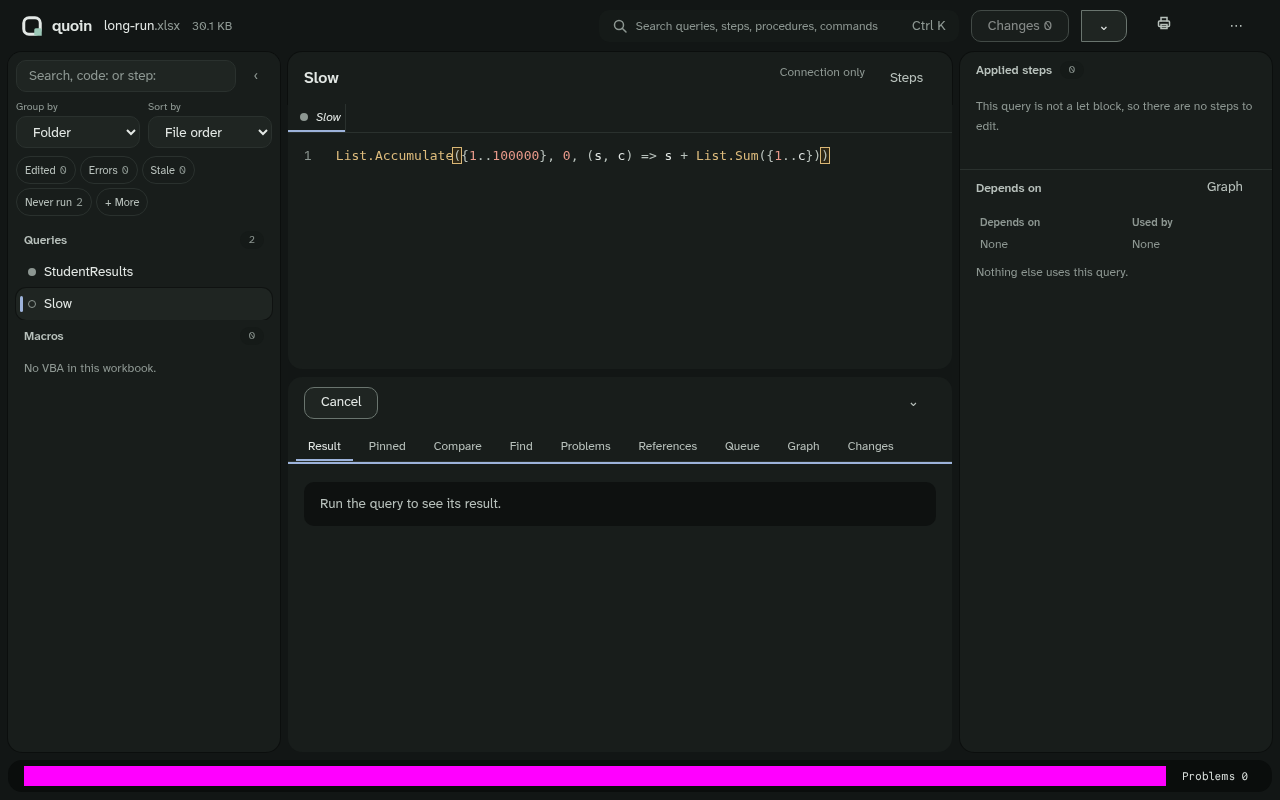 quoin long-run.xlsx 30.1 KB
Search queries, steps, procedures, commands Ctrl K
Changes 0
Search, code: or step:
Group by Sort by
Folder File order
Edited 0 Errors 0 Stale 0
Never run 2 + More
Queries 2
StudentResults
Slow
Macros 0
No VBA in this workbook.
Slow Connection only Steps
Slow
1 List.Accumulate({1..100000}, 0, (s, c) => s + List.Sum({1..c}))
Cancel
Result Pinned Compare Find Problems References Queue Graph Changes
Run the query to see its result.
Applied steps 0
This query is not a let block, so there are no steps to
edit.
Depends on Graph
Depends on Used by
None None
Nothing else uses this query.
Problems 0